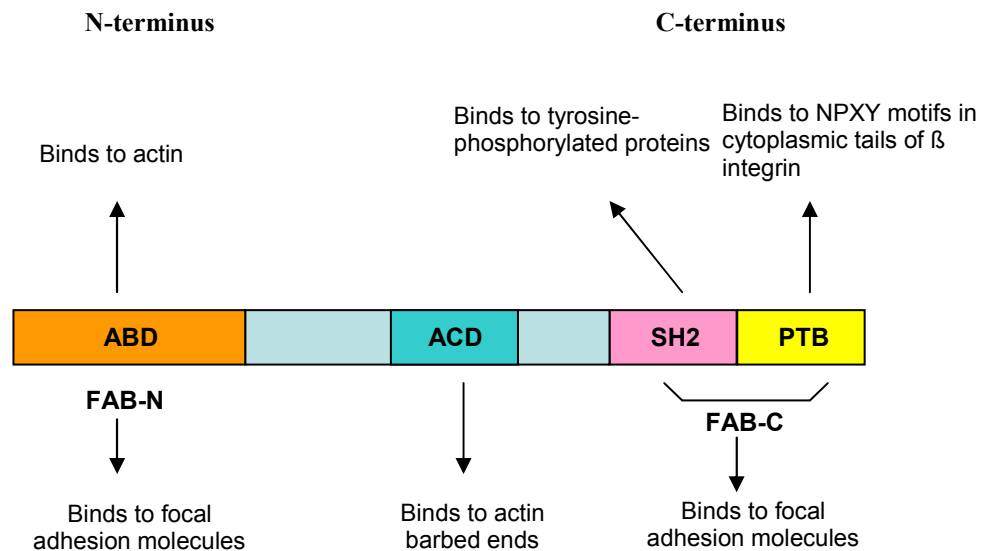 N-terminus
C-terminus
Binds to actin
Binds to tyrosine-
phosphorylated proteins
Binds to NPXY motifs in
cytoplasmic tails of ß
integrin
ABD
ACD
SH2
PTB
FAB-N
FAB-C
Binds to focal
adhesion molecules
Binds to actin
barbed ends
Binds to focal
adhesion molecules